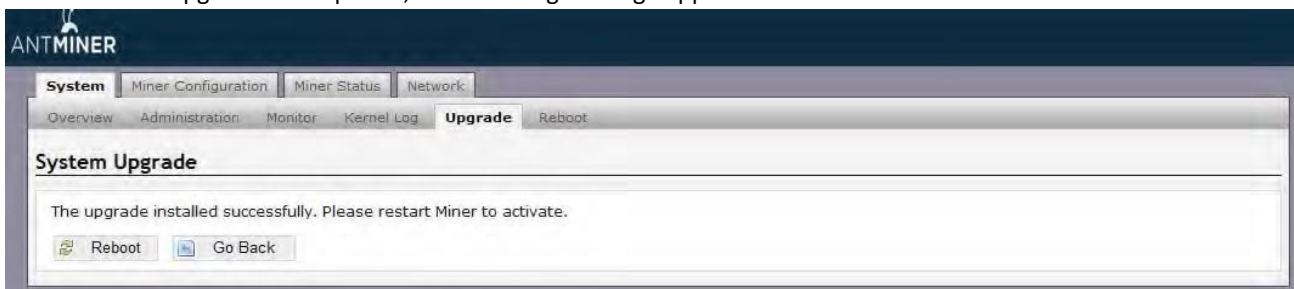 ANTMINER
System Miner Configuration Miner Status Network
Overview Administration Monitor Kernel Log Upgrade Reboot
System Upgrade
The upgrade installed successfully. Please restart Miner to activate.
Reboot Go Back